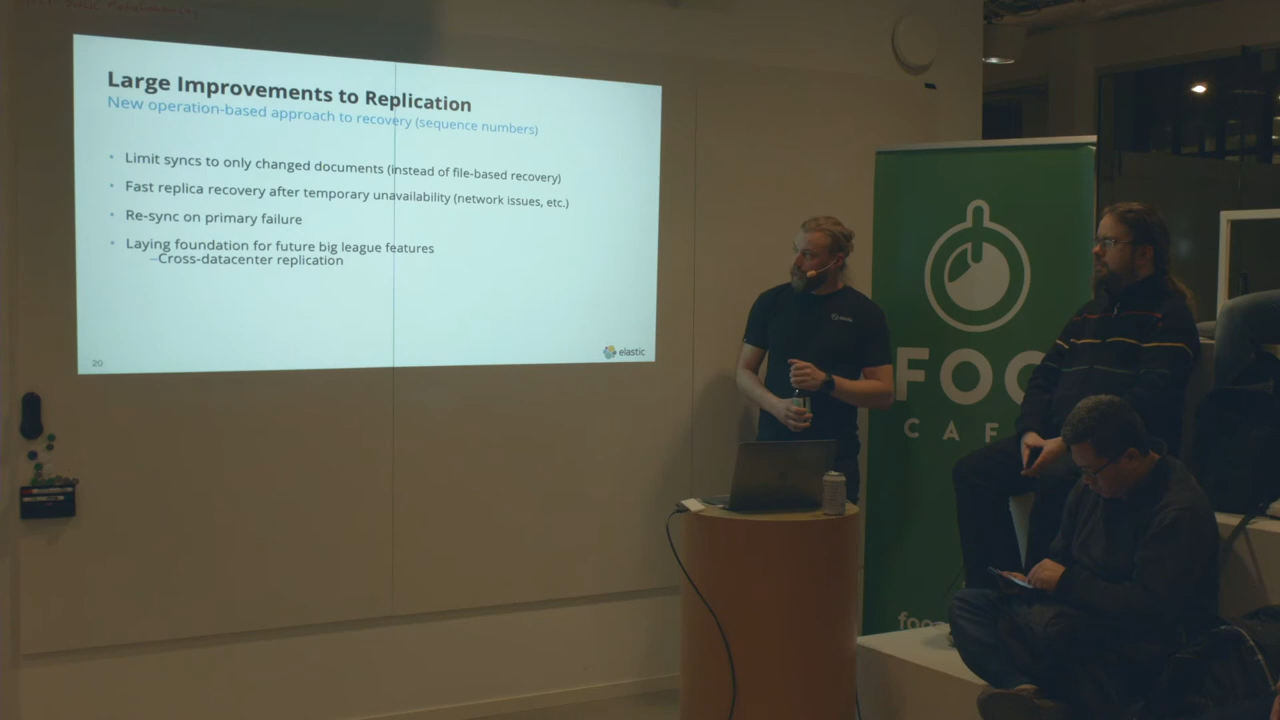 Large Improvements to Replication
New operation-based approach to recovery (sequence numbers)
• Limit syncs to only changed documents (instead of file-based recovery)
• Fast replica recovery after temporary unavailability (network issues, etc.)
• Re-sync on primary failure
• Laying foundation for future big league features
–Cross-datacenter replication
20
elastic
FOO
CAF
foo